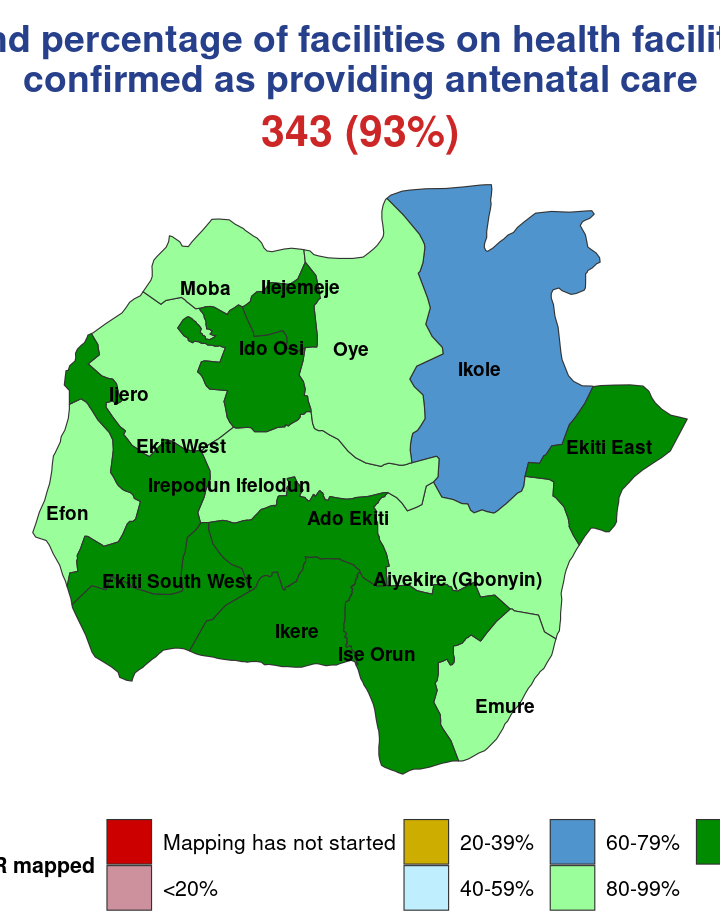 nd percentage of facilities on health facilit
confirmed as providing antenatal care
343 (93%)
Moba
Ilejemeje
Ido Osi
Oye
Ikole
Ijero
Ekiti West
Ekiti East
Irepodun Ifelodun
Efon
Ado Ekiti
Ekiti South West
Aiyekire (Gbonyin)
Ikere
Ise Orun
Emure
R mapped
Mapping has not started
20-39%
60-79%
<20%
40-59%
80-99%